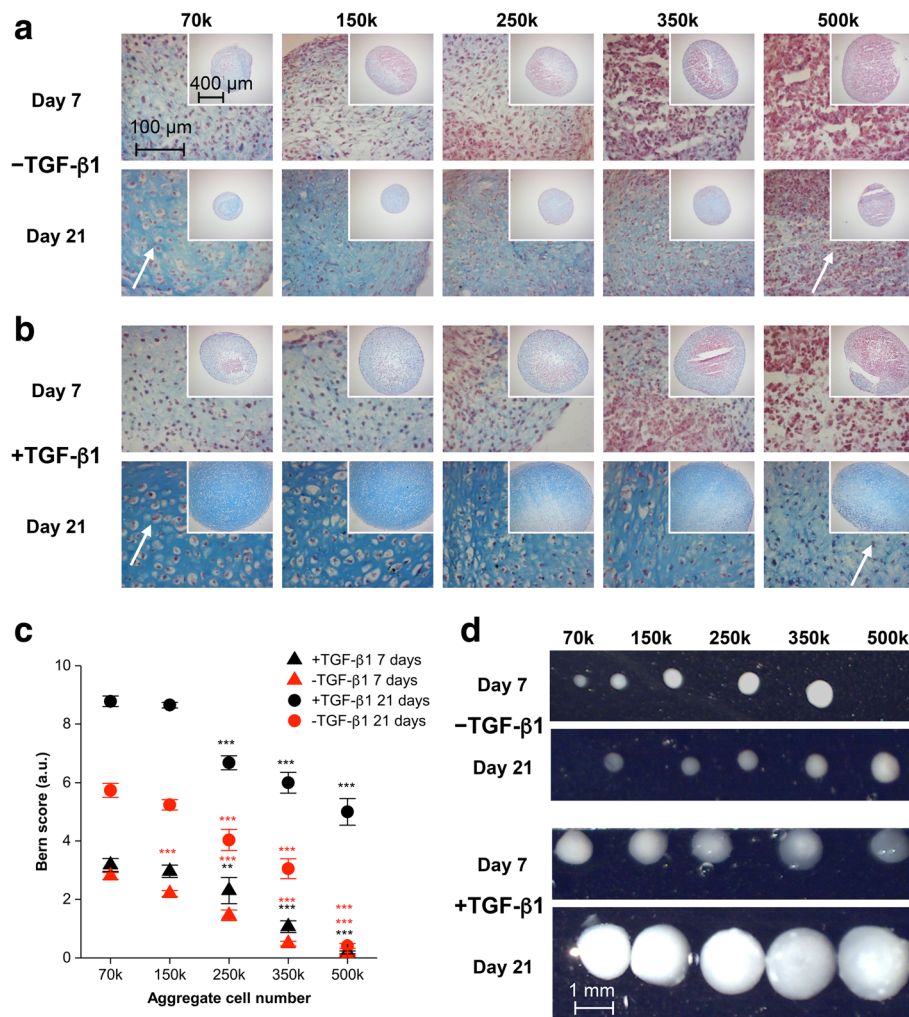 a
70k 150k 250k 350k 500k
Day 7
400 µm
100 µm
−TGF-β1
Day 21
b
Day 7
+TGF-β1
Day 21
c
10
8
6
4
2
0
Bern score (a.u.)
▲ +TGF-β1 7 days
▲ -TGF-β1 7 days
● +TGF-β1 21 days
● -TGF-β1 21 days
***
***
***
***
***
*** **
***
***
***
***
***
***
70k 150k 250k 350k 500k
Aggregate cell number
d
70k 150k 250k 350k 500k
Day 7
−TGF-β1
Day 21
Day 7
+TGF-β1
Day 21
1 mm